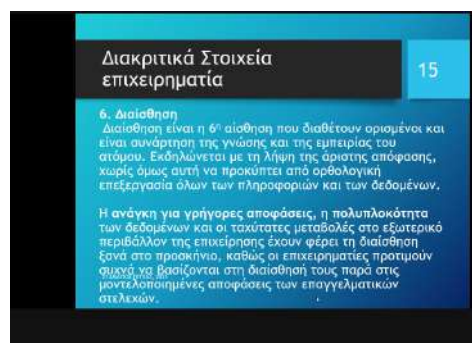 Διακριτικά Στοιχεία
επιχειρηματία
15
6. Διαίσθηση
Διαίσθηση είναι η 6η αίσθηση που διαθέτουν ορισμένοι και
είναι συνάρτηση της γνώσης και της εμπειρίας του
ατόμου. Εκδηλώνεται με τη λήψη της άριστης απόφασης,
χωρίς όμως αυτή να προκύπτει από ορθολογική
επεξεργασία όλων των πληροφοριών και των δεδομένων.
Η ανάγκη για γρήγορες αποφάσεις, η πολυπλοκότητα
των δεδομένων και οι ταχύτατες μεταβολές στο εξωτερικό
περιβάλλον της επιχείρησης έχουν φέρει τη διαίσθηση
ξανά στο προσκήνιο, καθώς οι επιχειρηματίες προτιμούν
συχνά να βασίζονται στη διαίσθησή τους παρά στις
μοντελοποιημένες αποφάσεις των επαγγελματικών
στελεχών.